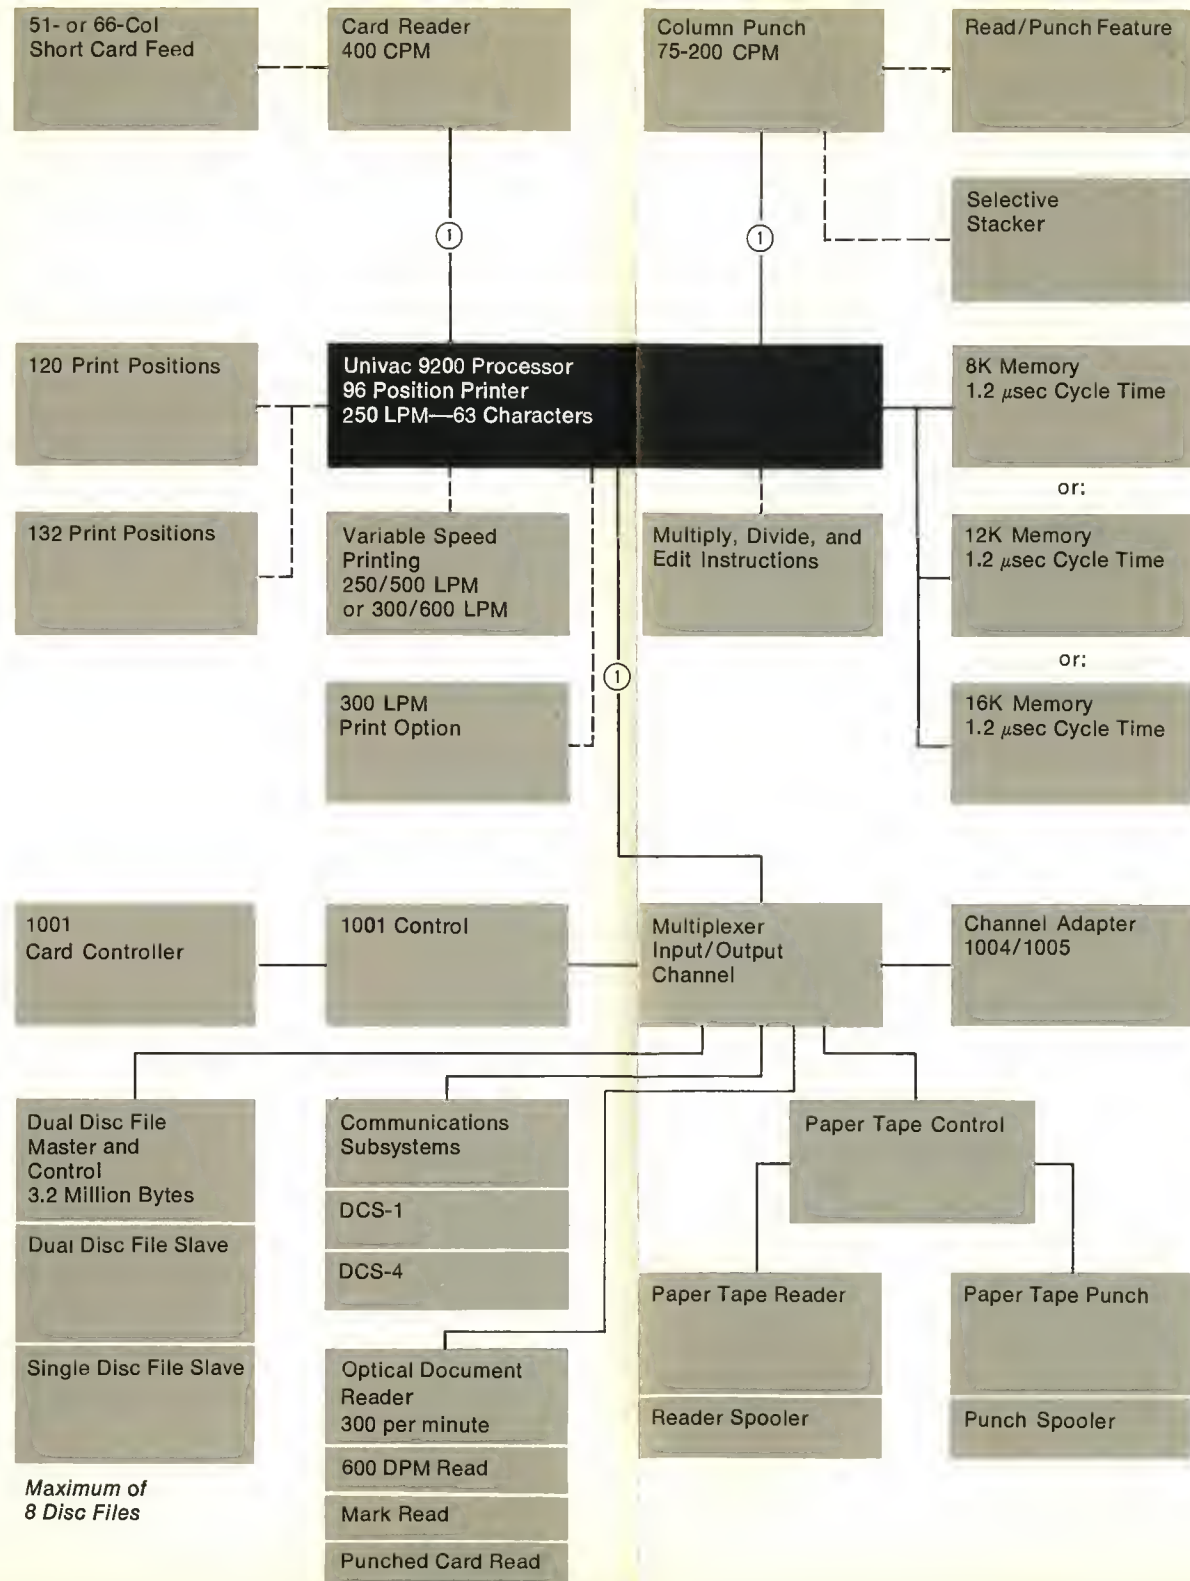 51- or 66-Col
Short Card Feed
Card Reader
400 CPM
Column Punch
75-200 CPM
Read/Punch Feature
Selective
Stacker
1
1
120 Print Positions
Univac 9200 Processor
96 Position Printer
250 LPM—63 Characters
8K Memory
1.2 µsec Cycle Time
or:
132 Print Positions
Variable Speed
Printing
250/500 LPM
or 300/600 LPM
Multiply, Divide, and
Edit Instructions
12K Memory
1.2 µsec Cycle Time
or:
1
300 LPM
Print Option
16K Memory
1.2 µsec Cycle Time
1001
Card Controller
1001 Control
Multiplexer
Input/Output
Channel
Channel Adapter
1004/1005
Dual Disc File
Master and
Control
3.2 Million Bytes
Dual Disc File Slave
Single Disc File Slave
Maximum of
8 Disc Files
Communications
Subsystems
DCS-1
DCS-4
Optical Document
Reader
300 per minute
600 DPM Read
Mark Read
Punched Card Read
Paper Tape Control
Paper Tape Reader
Reader Spooler
Paper Tape Punch
Punch Spooler